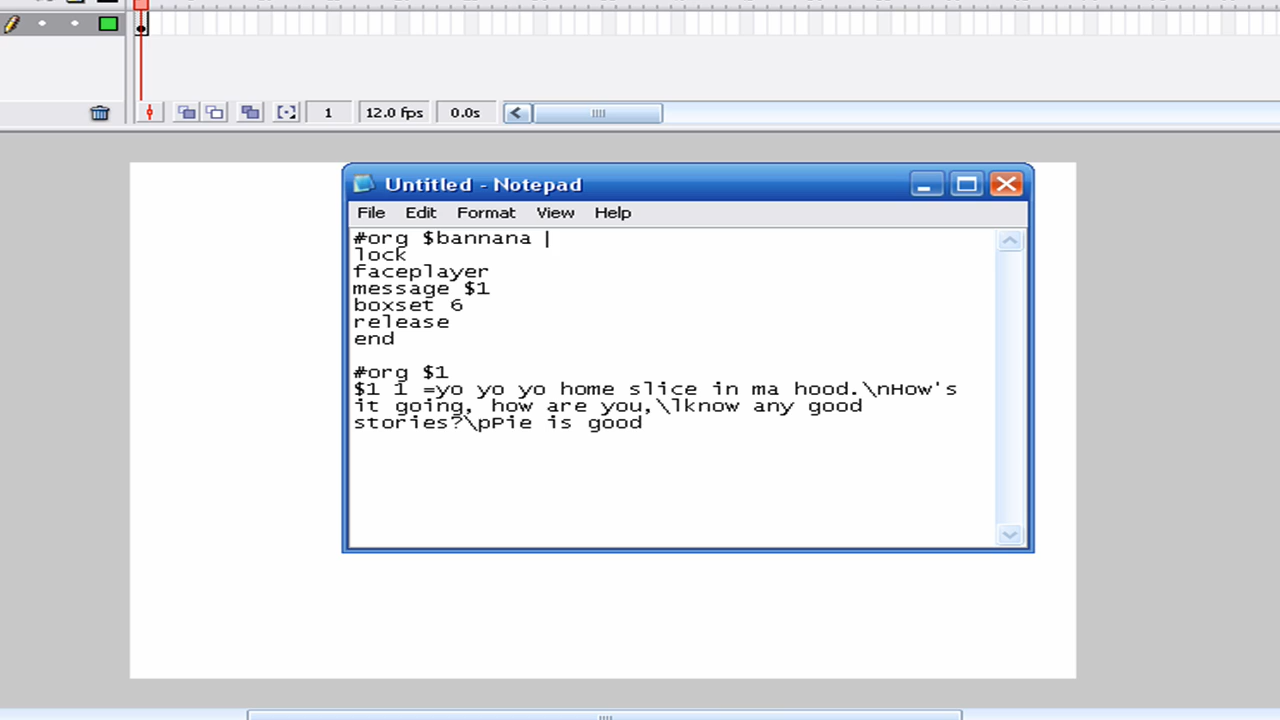 1 12.0 fps 0.0s
Untitled - Notepad
File Edit Format View Help
#org $bannana
lock
faceplayer
message $1
boxset 6
release
end
#org $1
$1 1 =yo yo yo home slice in ma hood.\nHow's
it going, how are you,\lknow any good
stories?\pPie is good